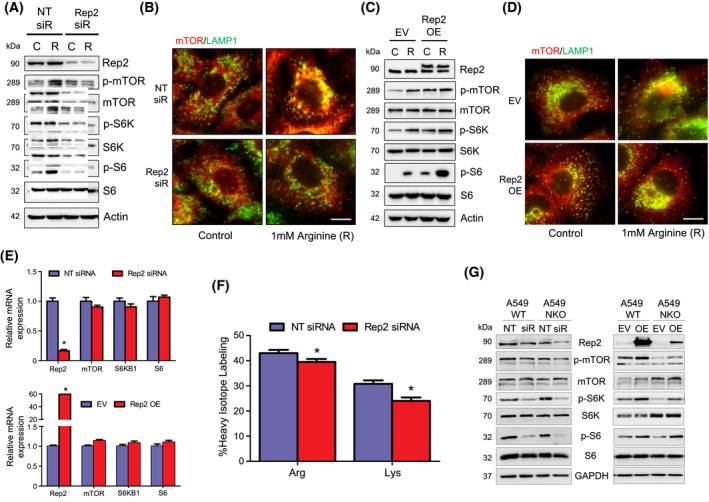 (A)
NT siR
Rep2 siR
kDa
C R C R
90 Rep2
289 p-mTOR
289 mTOR
70 p-S6K
70 S6K
32 p-S6
32 S6
42 Actin
(B)
mTOR/LAMP1
NT siR
Rep2 siR
Control
1mM Arginine (R)
(C)
EV
Rep2 OE
kDa
C R C R
90 Rep2
289 p-mTOR
289 mTOR
70 p-S6K
70 S6K
32 p-S6
32 S6
42 Actin
(D)
mTOR/LAMP1
EV
Rep2 OE
Control
1mM Arginine (R)
(E)
NT siRNA Rep2 siRNA
Relative mRNA expression
1.5
1.0
0.5
0.0
*
Rep2 mTOR S6KB1 S6
EV Rep2 OE
Relative mRNA expression
60
40
20
1.5
1.0
0.5
0.0
*
Rep2 mTOR S6KB1 S6
(F)
NT siRNA
Rep2 siRNA
%Heavy Isotope Labeling
50
40
30
20
10
0
*
*
Arg Lys
(G)
A549 WT
A549 NKO
A549 WT
A549 NKO
kDa
NT siR NT siR
EV OE EV OE
90 Rep2
289 p-mTOR
289 mTOR
70 p-S6K
70 S6K
32 p-S6
32 S6
37 GAPDH